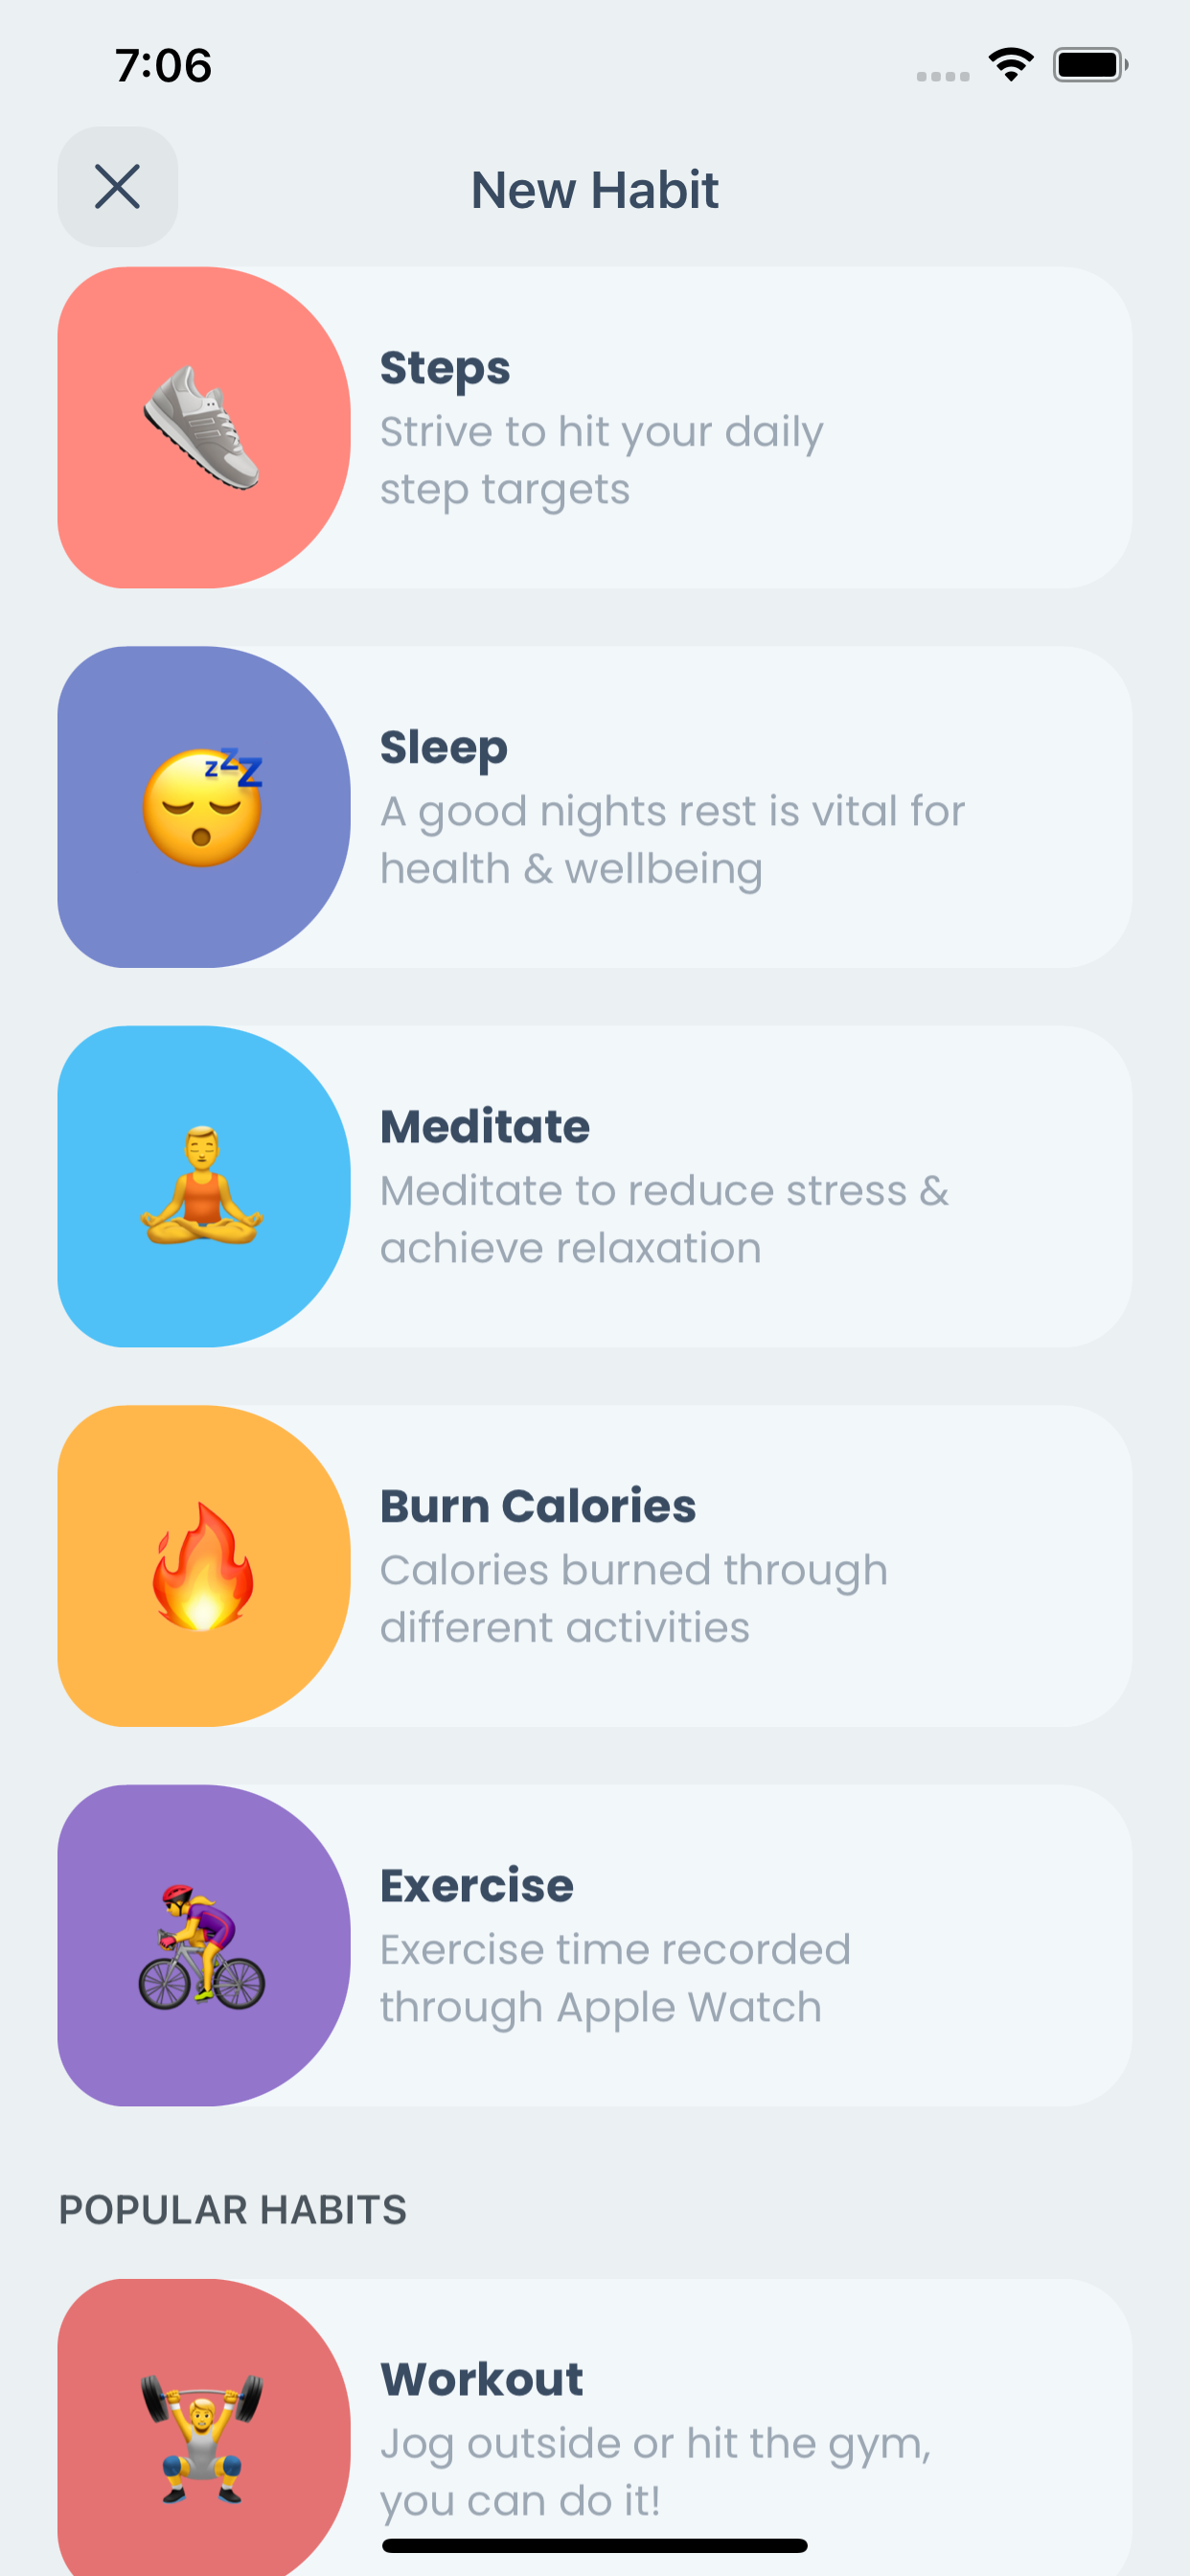 7:06
New Habit
Steps
Strive to hit your daily
step targets
Sleep
A good nights rest is vital for
health & wellbeing
Meditate
Meditate to reduce stress &
achieve relaxation
Burn Calories
Calories burned through
different activities
Exercise
Exercise time recorded
through Apple Watch
POPULAR HABITS
Workout
Jog outside or hit the gym,
you can do it!